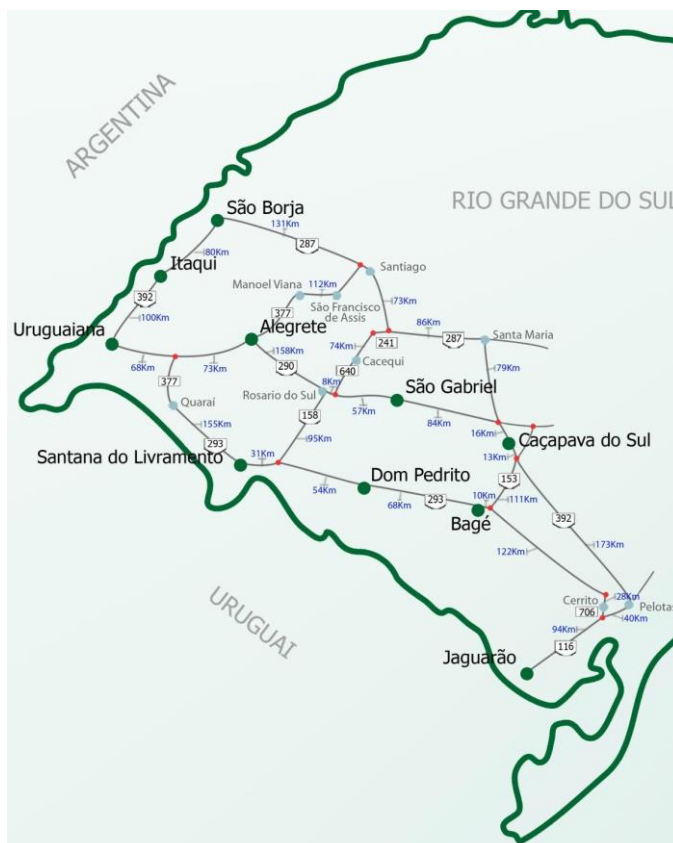 ARGENTINA
RIO GRANDE DO SUL
São Borja
131Km
287
Santiago
80Km
Itaqui
Manoel Viana
112Km
São Francisco
de Assis
73Km
392
377
100Km
Uruguaiana
Alegrete
74Km
241
86Km
287
Santa Maria
158Km
68Km
73Km
290
Cacequi
640
79Km
377
8Km
Rosario do Sul
57Km
São Gabriel
Quaraí
158
84Km
155Km
95Km
16Km
Caçapava do Sul
293
Santana do Livramento
31Km
13Km
54Km
Dom Pedrito
153
68Km
293
10Km
111Km
Bagé
392
122Km
173Km
URUGUAI
Cerrito
28Km
706
Pelotas
40Km
94Km
116
Jaguarão